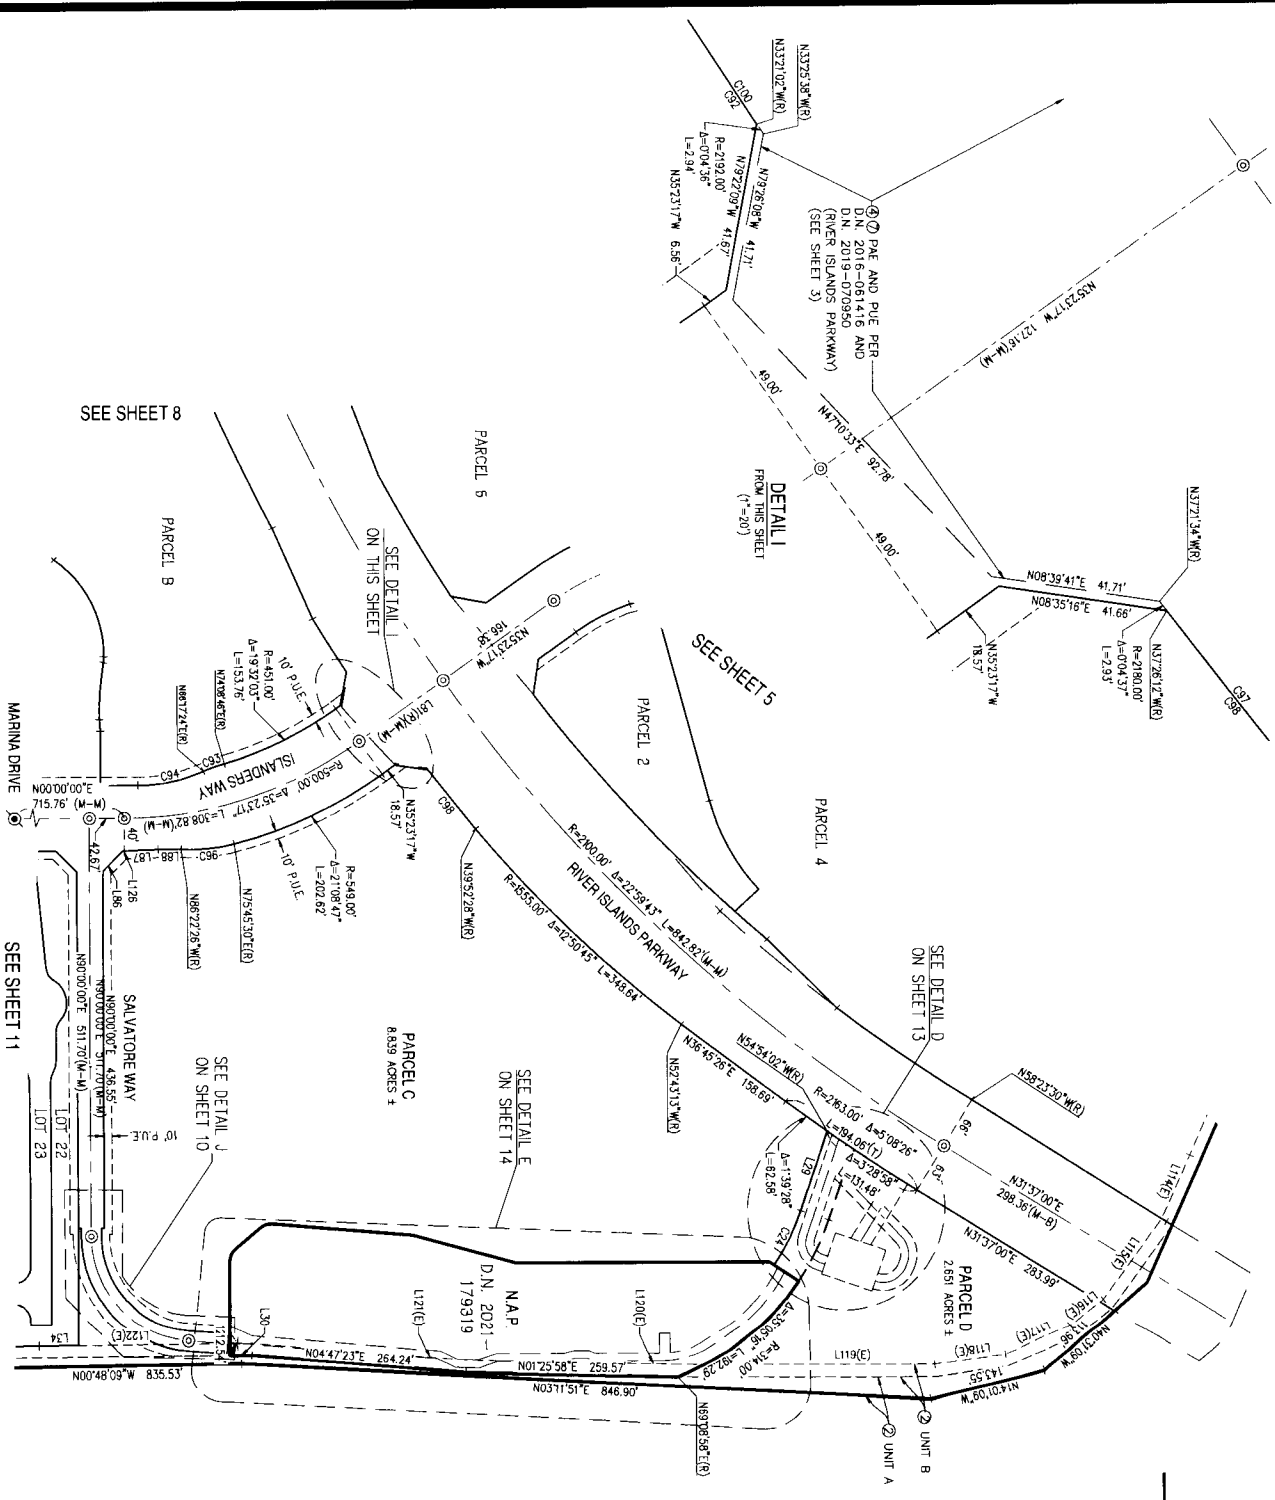 N33°25'38"W(R)
N33°21'02"W(R)
C100
C92
R=2192.00'
Δ=0°04'36"
L=2.94'
N79°26'08"W 41.71'
N79°22'09"W 41.67'
N35°23'17"W 6.56'
④⑦ PAE AND PUE PER
D.N. 2016-061416 AND
D.N. 2019-070950
(RIVER ISLANDS PARKWAY)
(SEE SHEET 3)
N35°23'17"W 127.16'(M-M)
49.00'
N47°10'33"E 92.78'
49.00'
DETAIL I
FROM THIS SHEET
(1"=20')
N37°21'34"W(R)
N08°39'41"E 41.71'
N08°35'16"E 41.66'
N37°26'12"W(R)
R=2180.00'
Δ=0°04'37"
L=2.93'
N35°23'17"W
18.57'
C97
C98
SEE SHEET 8
PARCEL B
SEE DETAIL I
ON THIS SHEET
N35°23'17"W
166.38'
L81(R)(M-M)
SEE SHEET 5
PARCEL 2
PARCEL 4
10' P.U.E.
R=451.00'
Δ=19°32'03"
L=153.76'
N74°08'46"E(R)
N86°17'24"E(R)
C93
C94
ISLANDERS WAY
R=500.00' Δ=35°23'17" L=308.82'(M-M)
N35°23'17"W
18.57'
C98
N39°52'28"W(R)
R=549.00'
Δ=21°08'47"
L=202.62'
10' P.U.E.
N75°45'30"E(R)
N86°22'26"W(R)
C96
L88
L87
MARINA DRIVE
N00°00'00"E
715.76' (M-M)
40'
42.67'
L126
L86
R=2100.00' Δ=22°59'43" L=842.82'(M-M)
RIVER ISLANDS PARKWAY
R=1555.00' Δ=12°50'45" L=348.64'
SEE DETAIL D
ON SHEET 13
N52°43'13"W(R)
N36°45'26"E 158.69'
N54°54'02"W(R)
R=2163.00' Δ=5°08'26"
L=194.06'(T)
Δ=3°28'58"
L=131.48'
Δ=1°39'28"
L=62.58'
N58°23'30"W(R)
63'
N31°37'00"E
298.36'(M-B)
N31°37'00"E 283.99'
L114(E)
L115(E)
L116(E)
L117(E)
L118(E)
L119(E)
N40°31'09"W 113.96'
N14°01'09"W 143.55'
PARCEL D
2.651 ACRES ±
PARCEL C
8.839 ACRES ±
SEE DETAIL E
ON SHEET 14
SEE DETAIL J
ON SHEET 10
SALVATORE WAY
N90°00'00"E 436.55'
N90°00'00"E 511.70'(M-M)
N90°00'00"E 511.70'(M-M)
10' P.U.E.
LOT 22
LOT 23
SEE SHEET 11
L29
C24
N.A.P.
D.N. 2021-
179319
L120(E)
L121(E)
L122(E)
L30
L34
1212.54'
Δ=35°05'16" L=192.29'
R=314.00'
N04°47'23"E 264.24'
N01°25'58"E 259.57'
N00°48'09"W 835.53'
N03°11'51"E 846.90'
N69°08'58"E(R)
② UNIT B
② UNIT A